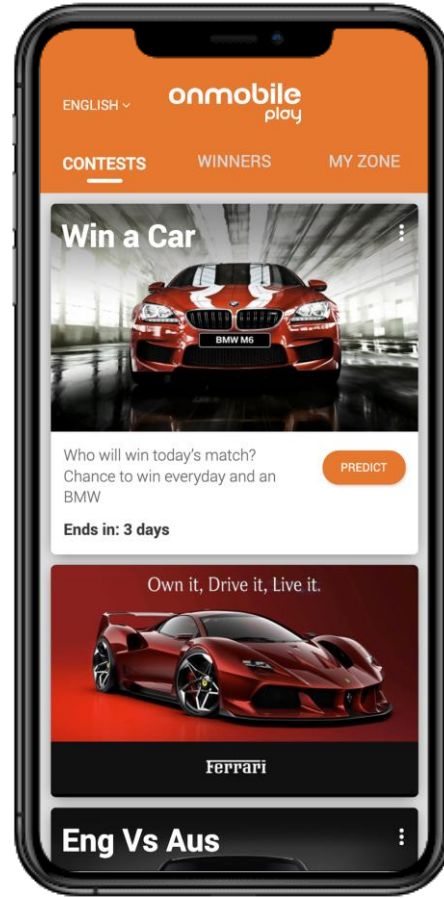 ENGLISH
onmobile
play
CONTESTS WINNERS MY ZONE
Win a Car
BMW M6
Who will win today's match?
Chance to win everyday and an
BMW
PREDICT
Ends in: 3 days
Own it, Drive it, Live it.
Ferrari
Eng Vs Aus